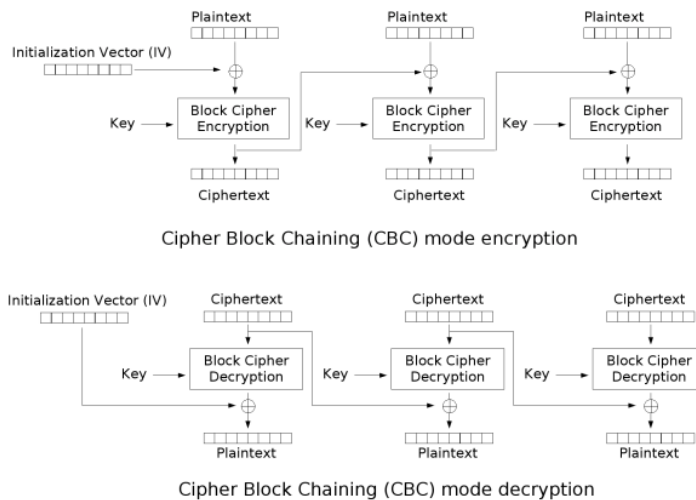 Plaintext Plaintext Plaintext
Initialization Vector (IV)
Key Block Cipher Encryption Key Block Cipher Encryption Key Block Cipher Encryption
Ciphertext Ciphertext Ciphertext
Cipher Block Chaining (CBC) mode encryption
Initialization Vector (IV) Ciphertext Ciphertext Ciphertext
Key Block Cipher Decryption Key Block Cipher Decryption Key Block Cipher Decryption
Plaintext Plaintext Plaintext
Cipher Block Chaining (CBC) mode decryption